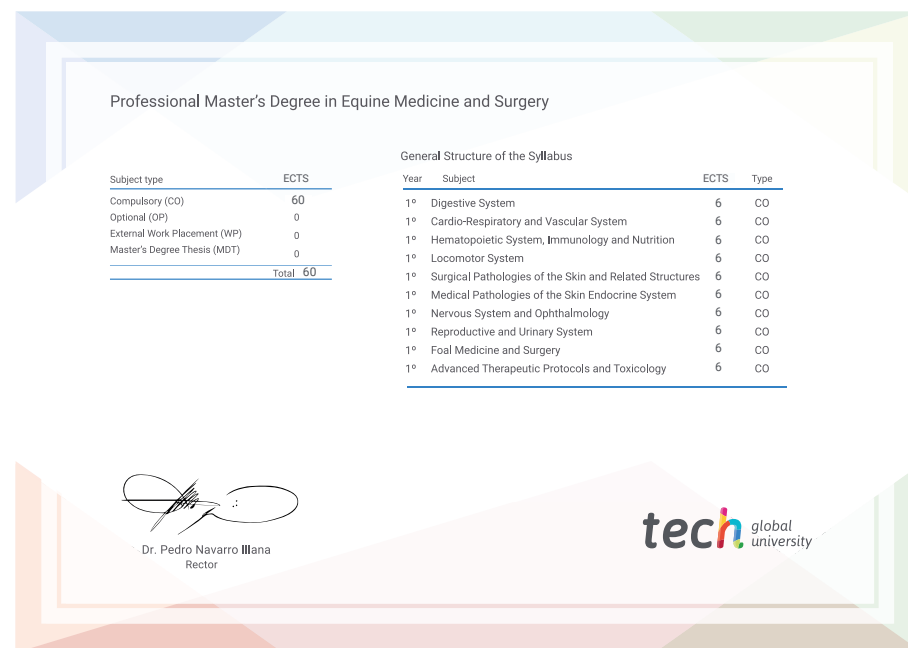 Professional Master's Degree in Equine Medicine and Surgery
Subject type ECTS
Compulsory (CO) 60
Optional (OP) 0
External Work Placement (WP) 0
Master's Degree Thesis (MDT) 0
Total 60
General Structure of the Syllabus
Year Subject ECTS Type
1º Digestive System 6 CO
1º Cardio-Respiratory and Vascular System 6 CO
1º Hematopoietic System, Immunology and Nutrition 6 CO
1º Locomotor System 6 CO
1º Surgical Pathologies of the Skin and Related Structures 6 CO
1º Medical Pathologies of the Skin Endocrine System 6 CO
1º Nervous System and Ophthalmology 6 CO
1º Reproductive and Urinary System 6 CO
1º Foal Medicine and Surgery 6 CO
1º Advanced Therapeutic Protocols and Toxicology 6 CO
Dr. Pedro Navarro Illana
Rector
tech global university